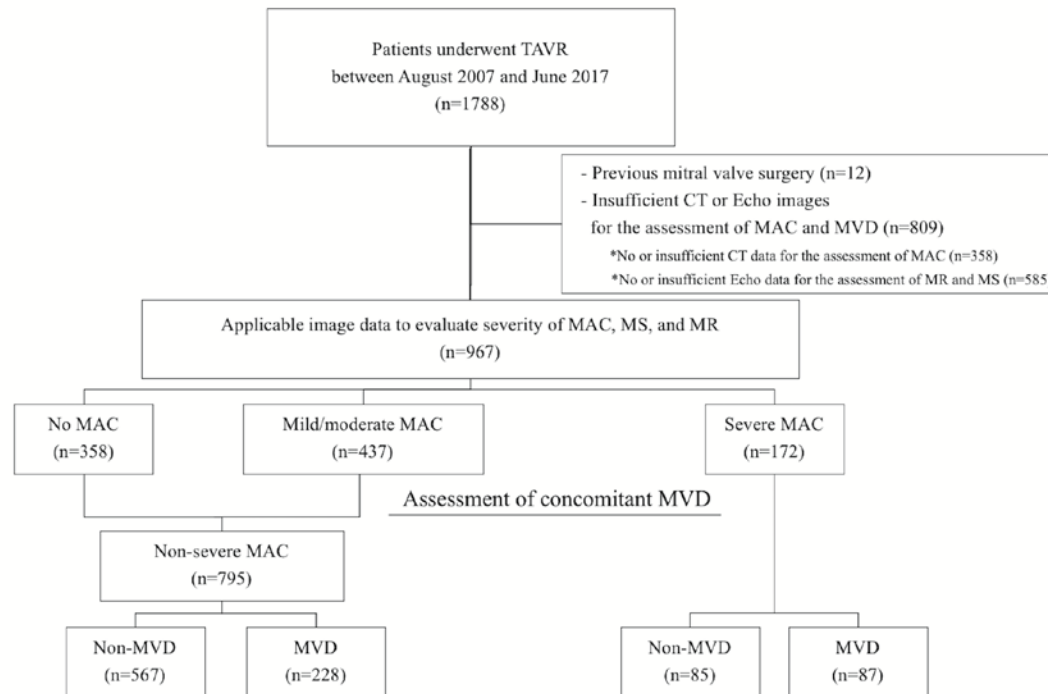 Patients underwent TAVR
between August 2007 and June 2017
(n=1788)
- Previous mitral valve surgery (n=12)
- Insufficient CT or Echo images
for the assessment of MAC and MVD (n=809)
*No or insufficient CT data for the assessment of MAC (n=358)
*No or insufficient Echo data for the assessment of MR and MS (n=585)
Applicable image data to evaluate severity of MAC, MS, and MR
(n=967)
No MAC
(n=358)
Mild/moderate MAC
(n=437)
Severe MAC
(n=172)
Assessment of concomitant MVD
Non-severe MAC
(n=795)
Non-MVD
(n=567)
MVD
(n=228)
Non-MVD
(n=85)
MVD
(n=87)